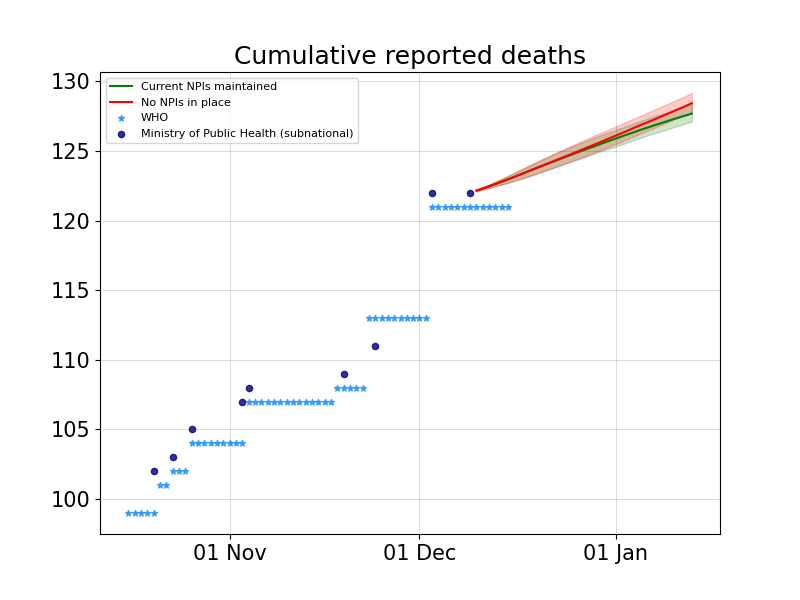 Cumulative reported deaths
130
125
120
115
110
105
100
Current NPIs maintained
No NPIs in place
WHO
Ministry of Public Health (subnational)
01 Nov
01 Dec
01 Jan